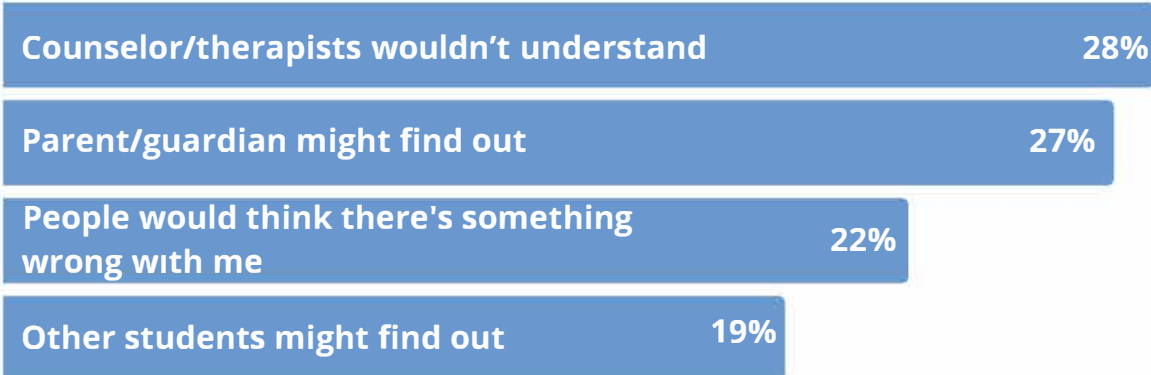 Counselor/therapists wouldn’t understand 28%
Parent/guardian might find out 27%
People would think there's something
wrong with me 22%
Other students might find out 19%